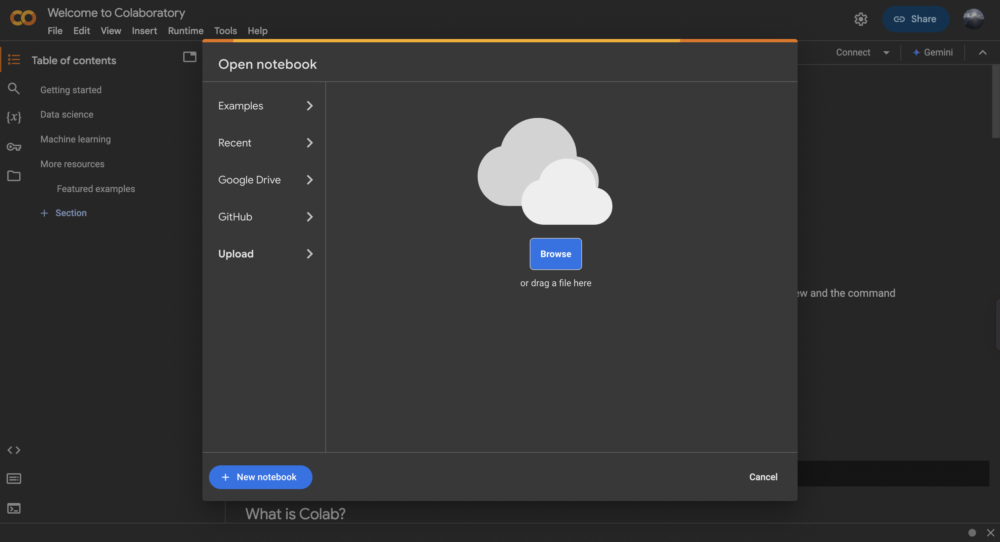 Welcome to Colaboratory
File Edit View Insert Runtime Tools Help
Share
Table of contents
Getting started
Data science
Machine learning
More resources
Featured examples
+ Section
{x}
Connect
Gemini
Open notebook
Examples
Recent
Google Drive
GitHub
Upload
Browse
or drag a file here
+ New notebook
Cancel
ew and the command
What is Colab?